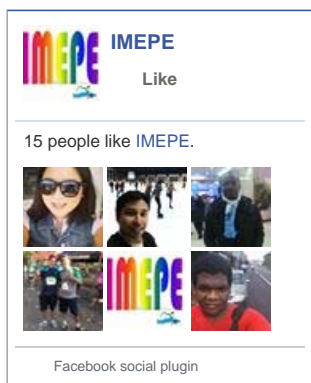 IMEPE
IMEPE
Like
15 people like IMEPE.
IMEPE
Facebook social plugin